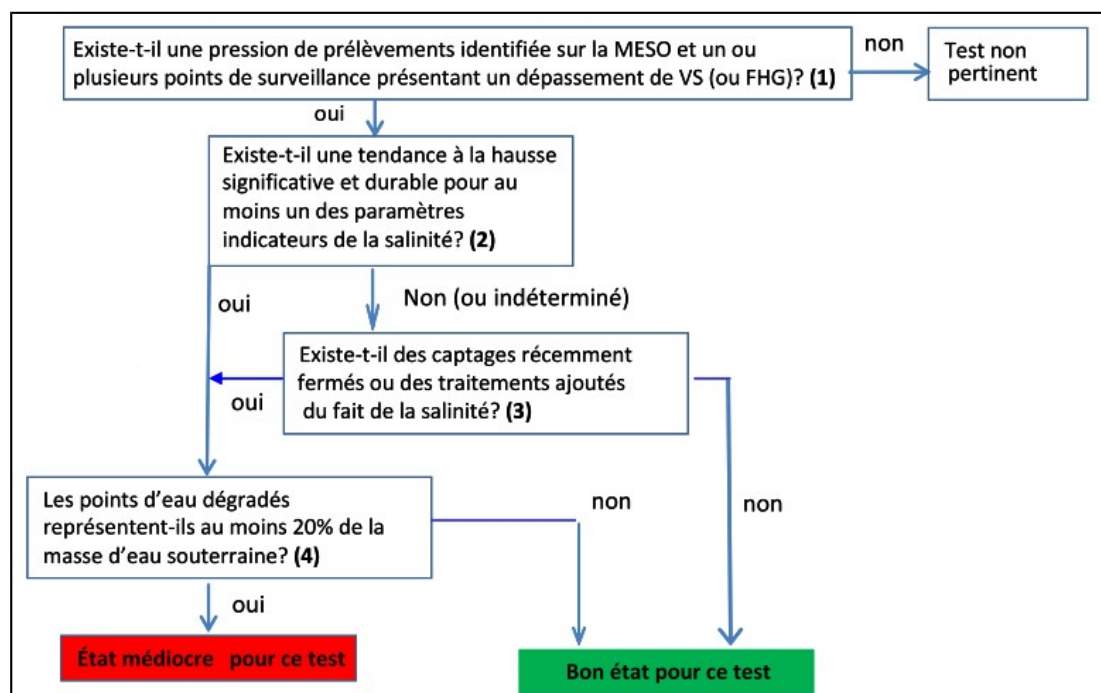 Existe-t-il une pression de prélèvements identifiée sur la MESO et un ou
plusieurs points de surveillance présentant un dépassement de VS (ou FHG)? (1)
non
Test non
pertinent
oui
Existe-t-il une tendance à la hausse
significative et durable pour au
moins un des paramètres
indicateurs de la salinité? (2)
oui
Non (ou indéterminé)
Existe-t-il des captages récemment
fermés ou des traitements ajoutés
du fait de la salinité? (3)
oui
non
Les points d'eau dégradés
représentent-ils au moins 20% de la
masse d'eau souterraine? (4)
non
oui
État médiocre pour ce test
Bon état pour ce test